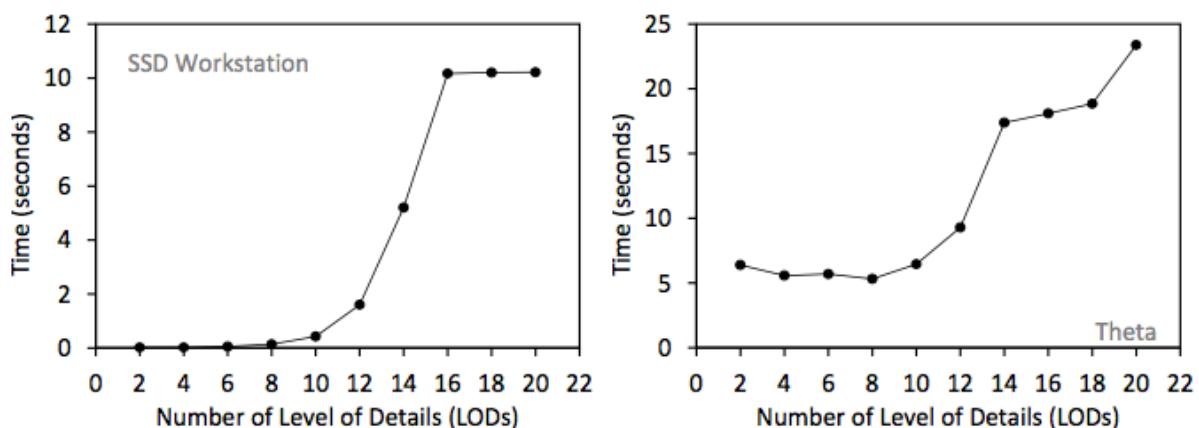 12
10
8
6
4
2
0
Time (seconds)
SSD Workstation
0 2 4 6 8 10 12 14 16 18 20 22
Number of Level of Details (LODs)
25
20
15
10
5
0
Time (seconds)
Theta
0 2 4 6 8 10 12 14 16 18 20 22
Number of Level of Details (LODs)